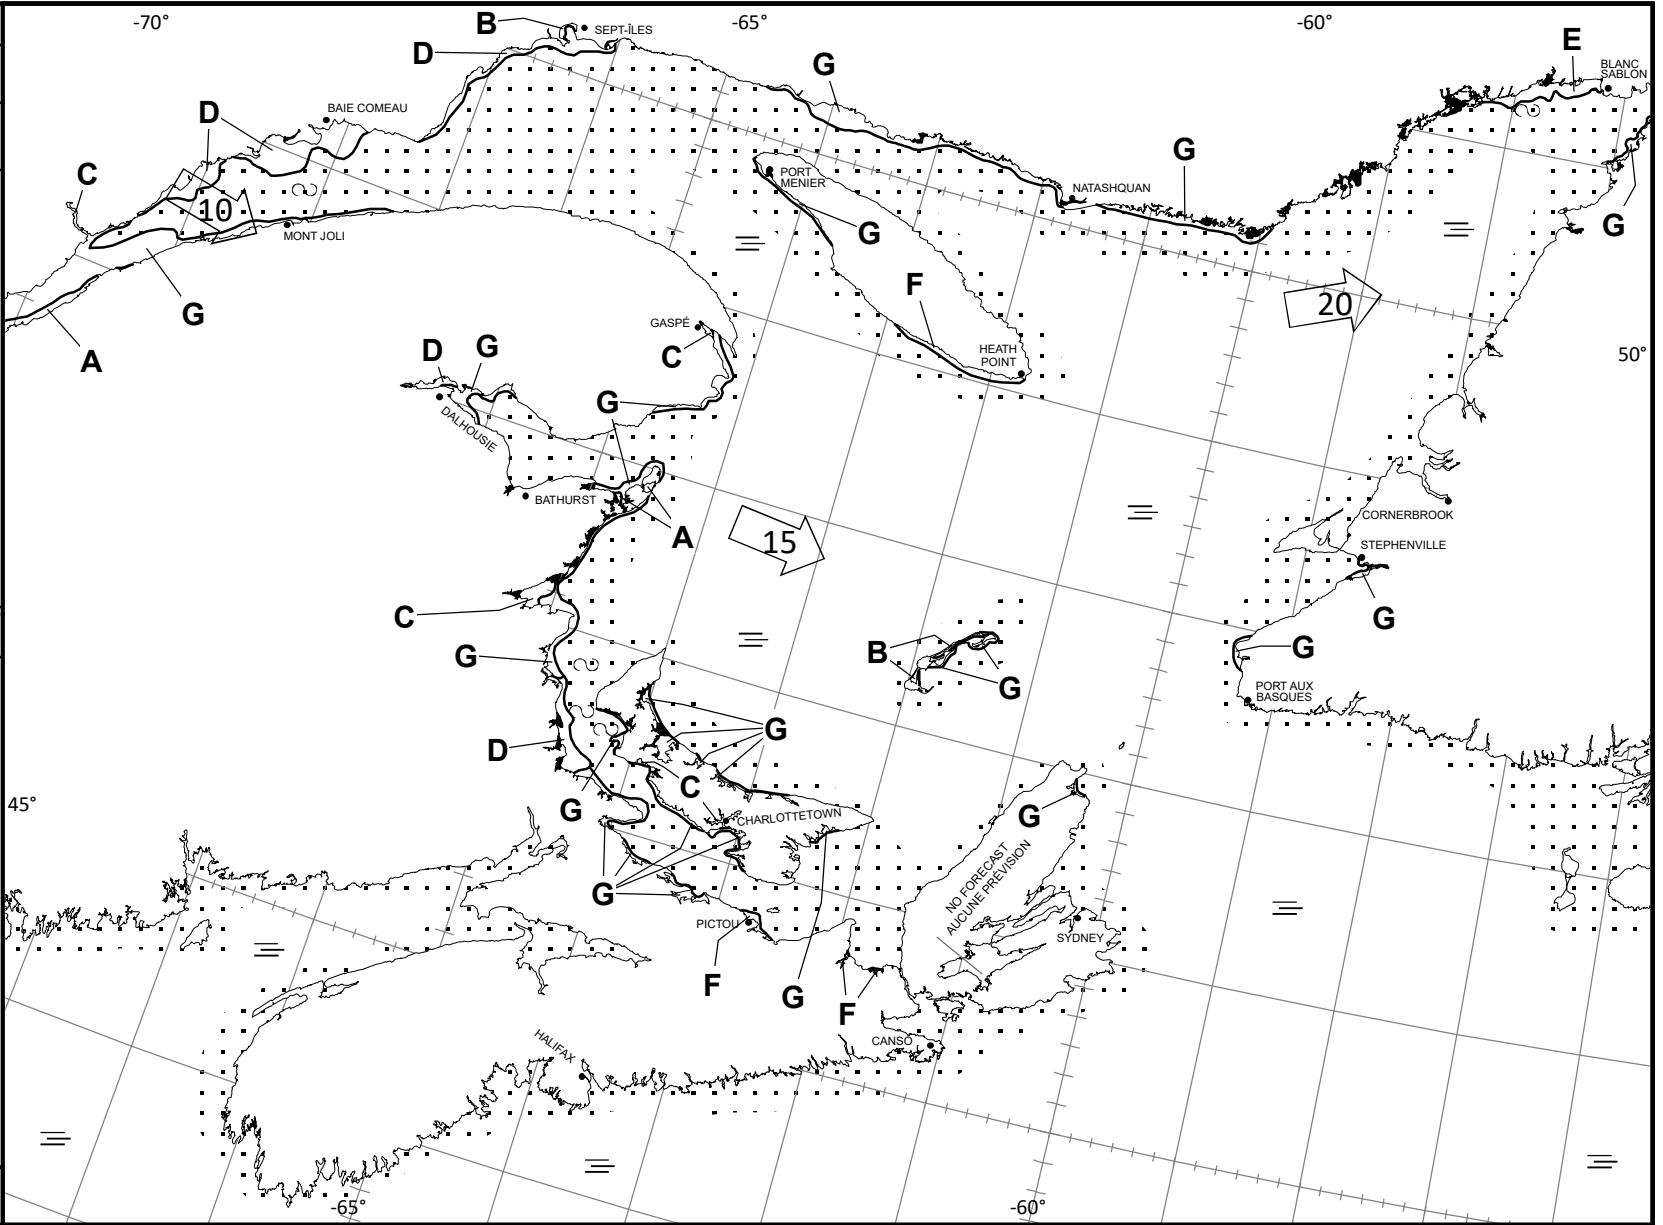 -70°
-65°
-60°
B
SEPT-ÎLES
D
G
E
BLANC
SABLON
BAIE COMEAU
D
C
10
MONT JOLI
G
A
PORT
MENIER
G
F
HEATH
POINT
NATASHQUAN
G
G
20
50°
GASPÉ
C
D
G
DALHOUSIE
G
BATHURST
A
15
C
G
D
G
B
G
CORNERBROOK
STEPHENVILLE
G
G
PORT AUX
BASQUES
G
C
CHARLOTTETOWN
45°
G
PICTOU
F
G
F
G
NO FORECAST
AUCUNE PRÉVISION
SYDNEY
CANSO
HALIFAX
-65°
-60°